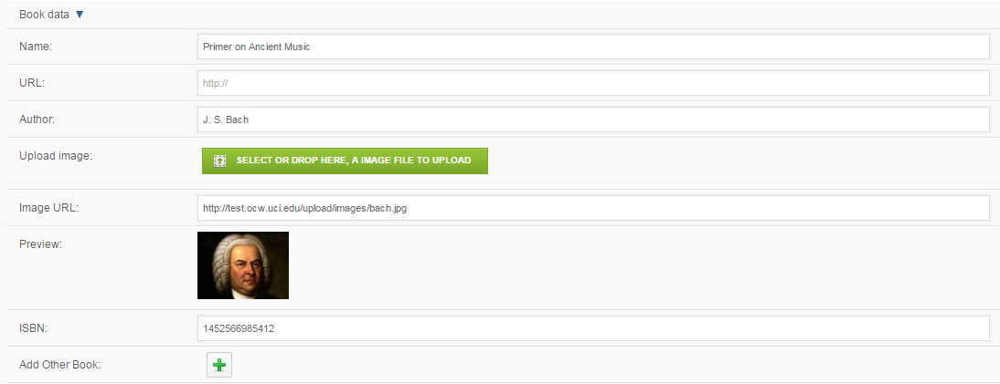 Book data ▼
Name: Primer on Ancient Music
URL: http://
Author: J. S. Bach
Upload image: SELECT OR DROP HERE, A IMAGE FILE TO UPLOAD
Image URL: http://test.ocw.uci.edu/upload/images/bach.jpg
Preview:
ISBN: 1452566985412
Add Other Book: